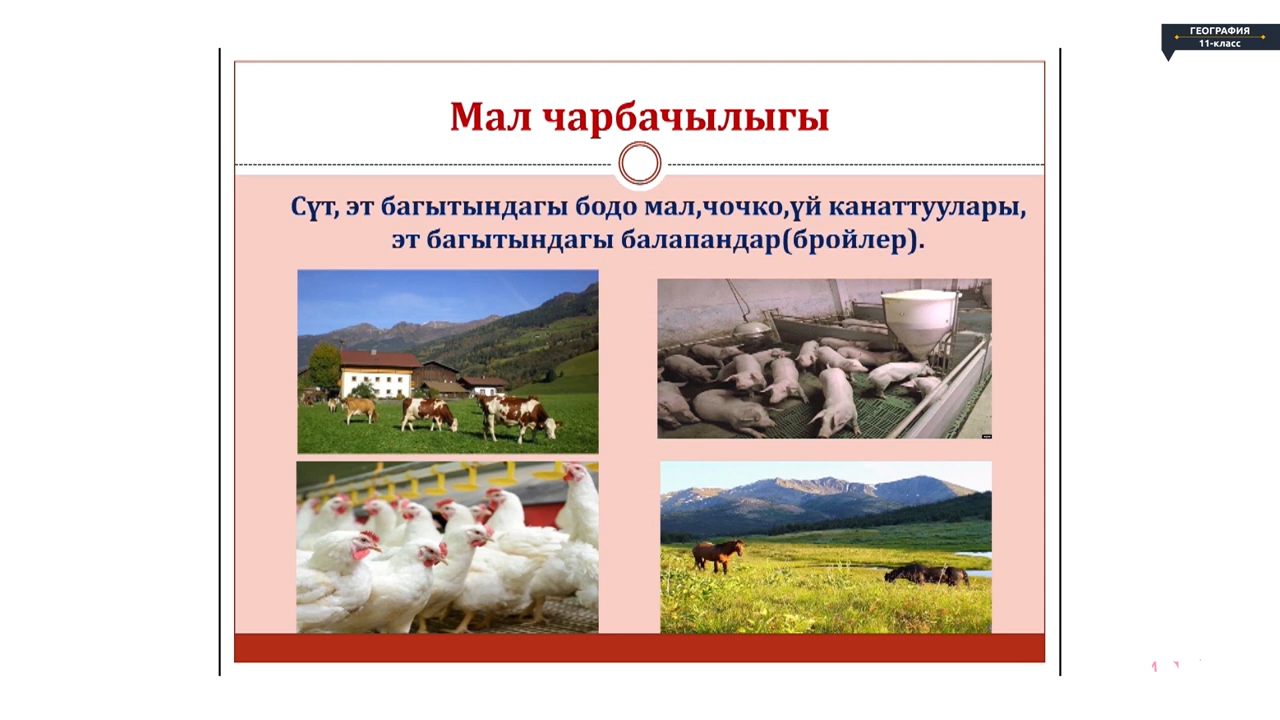 ГЕОГРАФИЯ
11-класс
Мал чарбачылыгы
Сүт, эт багытындагы бодо мал,чочко,үй канаттуулары,
эт багытындагы балапандар(бройлер).